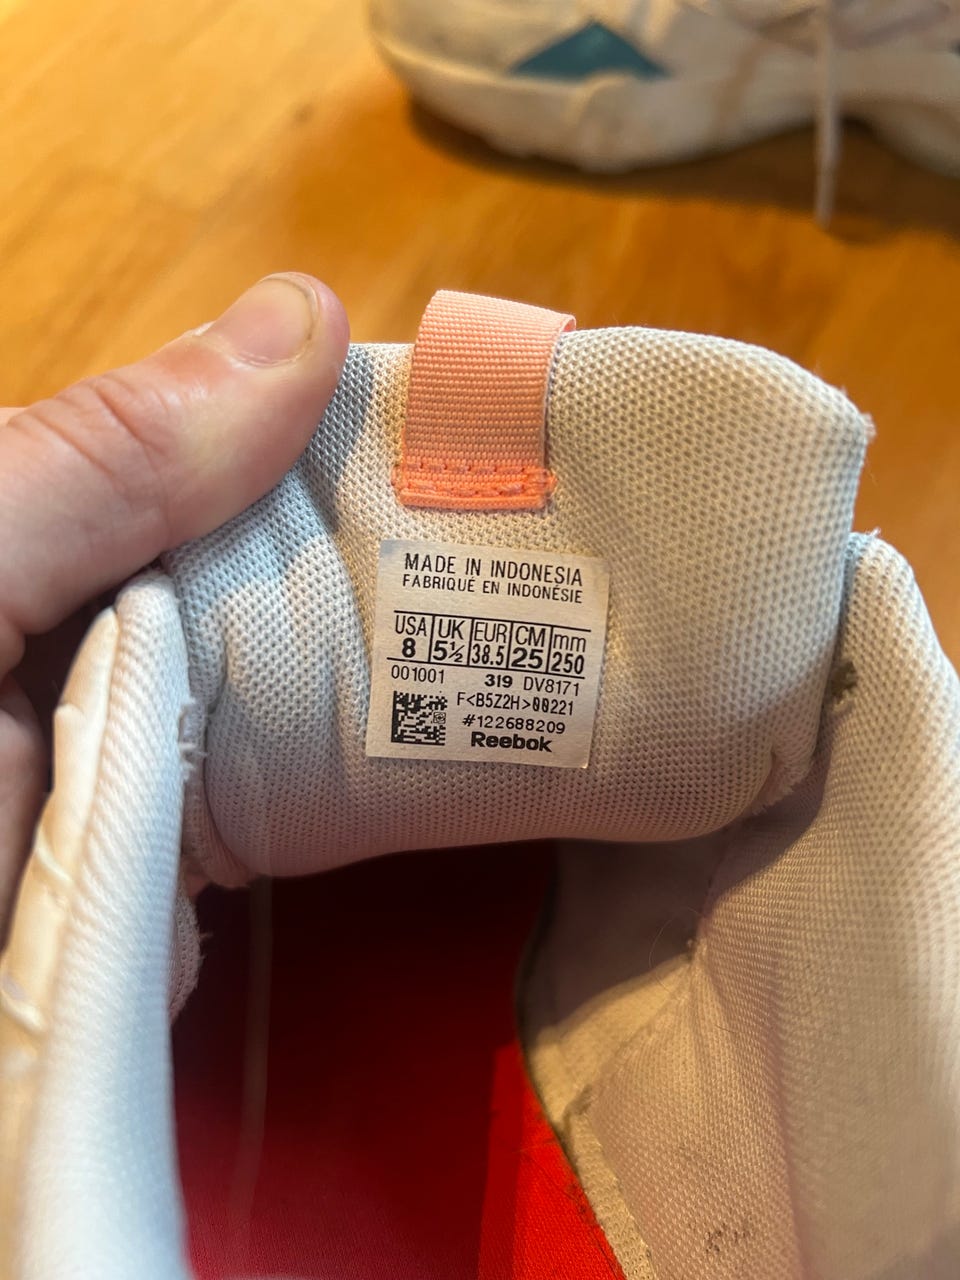 MADE IN INDONESIA
FABRIQUÉ EN INDONÉSIE
USA UK EUR CM mm
8 5½ 38.5 25 250
001001 319 DV8171
F<B5Z2H>00221
#122688209
Reebok